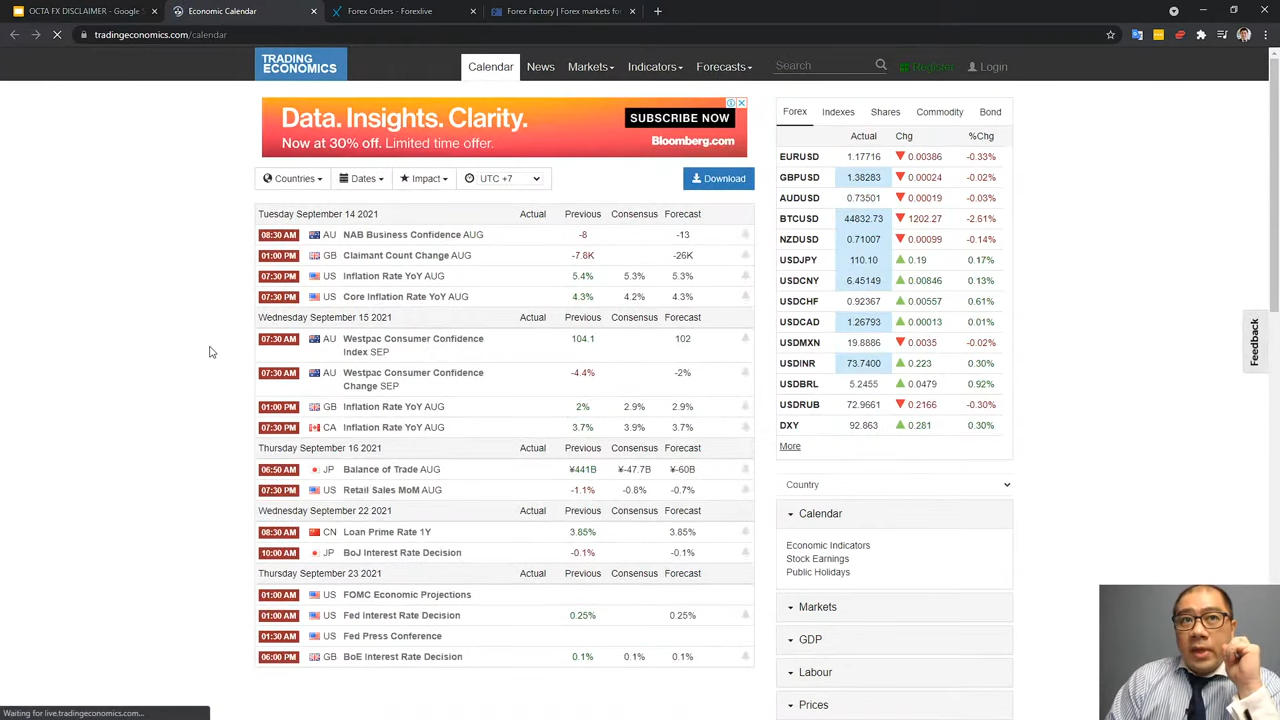 OCTA FX DISCLAIMER - Google S
Economic Calendar
Forex Orders - Forexlive
Forex Factory | Forex markets for
tradingeconomics.com/calendar
TRADING ECONOMICS
Calendar News Markets Indicators Forecasts Search Register Login
Data. Insights. Clarity.
Now at 30% off. Limited time offer.
SUBSCRIBE NOW
Bloomberg.com
Countries Dates Impact UTC +7 Download
Tuesday September 14 2021 Actual Previous Consensus Forecast
08:30 AM AU NAB Business Confidence AUG -8 -13
01:00 PM GB Claimant Count Change AUG -7.8K -26K
07:30 PM US Inflation Rate YoY AUG 5.4% 5.3% 5.3%
07:30 PM US Core Inflation Rate YoY AUG 4.3% 4.2% 4.3%
Wednesday September 15 2021 Actual Previous Consensus Forecast
07:30 AM AU Westpac Consumer Confidence 104.1 102
Index SEP
07:30 AM AU Westpac Consumer Confidence -4.4% -2%
Change SEP
01:00 PM GB Inflation Rate YoY AUG 2% 2.9% 2.9%
07:30 PM CA Inflation Rate YoY AUG 3.7% 3.9% 3.7%
Thursday September 16 2021 Actual Previous Consensus Forecast
06:50 AM JP Balance of Trade AUG ¥441B ¥-47.7B ¥-60B
07:30 PM US Retail Sales MoM AUG -1.1% -0.8% -0.7%
Wednesday September 22 2021 Actual Previous Consensus Forecast
08:30 AM CN Loan Prime Rate 1Y 3.85% 3.85%
10:00 AM JP BoJ Interest Rate Decision -0.1% -0.1%
Thursday September 23 2021 Actual Previous Consensus Forecast
01:00 AM US FOMC Economic Projections
01:00 AM US Fed Interest Rate Decision 0.25% 0.25%
01:30 AM US Fed Press Conference
06:00 PM GB BoE Interest Rate Decision 0.1% 0.1% 0.1%
Forex Indexes Shares Commodity Bond
Actual Chg %Chg
EURUSD 1.17716 0.00386 -0.33%
GBPUSD 1.38283 0.00024 -0.02%
AUDUSD 0.73501 0.00019 -0.03%
BTCUSD 44832.73 1202.27 -2.61%
NZDUSD 0.71007 0.00099 -0.14%
USDJPY 110.10 0.19 0.17%
USDCNY 6.45149 0.00846 0.13%
USDCHF 0.92367 0.00557 0.61%
USDCAD 1.26793 0.00013 0.01%
USDMXN 19.8886 0.0035 -0.02%
USDINR 73.7400 0.223 0.30%
USDBRL 5.2455 0.0479 0.92%
USDRUB 72.9661 0.2166 -0.30%
DXY 92.863 0.281 0.30%
More
Country
Calendar
Economic Indicators
Stock Earnings
Public Holidays
Markets
GDP
Labour
Prices
Feedback
Waiting for live.tradingeconomics.com...